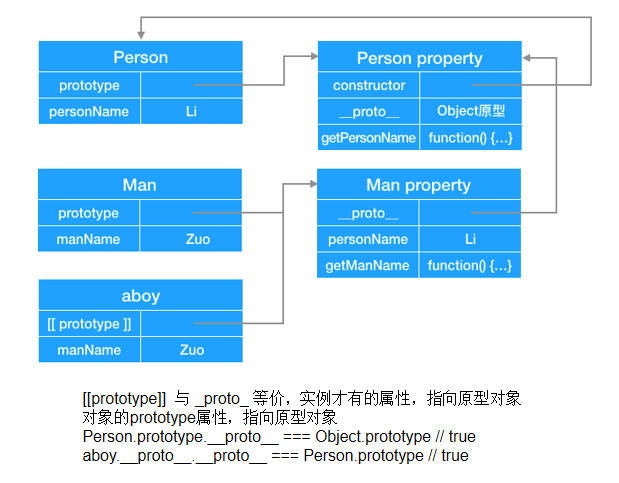 Person
prototype
personName Li
Person property
constructor
__proto__ Object原型
getPersonName function() {...}
Man
prototype
manName Zuo
Man property
__proto__
personName Li
getManName function() {...}
aboy
[[ prototype ]]
manName Zuo
[[prototype]] 与 _proto_ 等价，实例才有的属性，指向原型对象
对象的prototype属性，指向原型对象
Person.prototype.__proto__ === Object.prototype // true
aboy.__proto__.__proto__ === Person.prototype // true